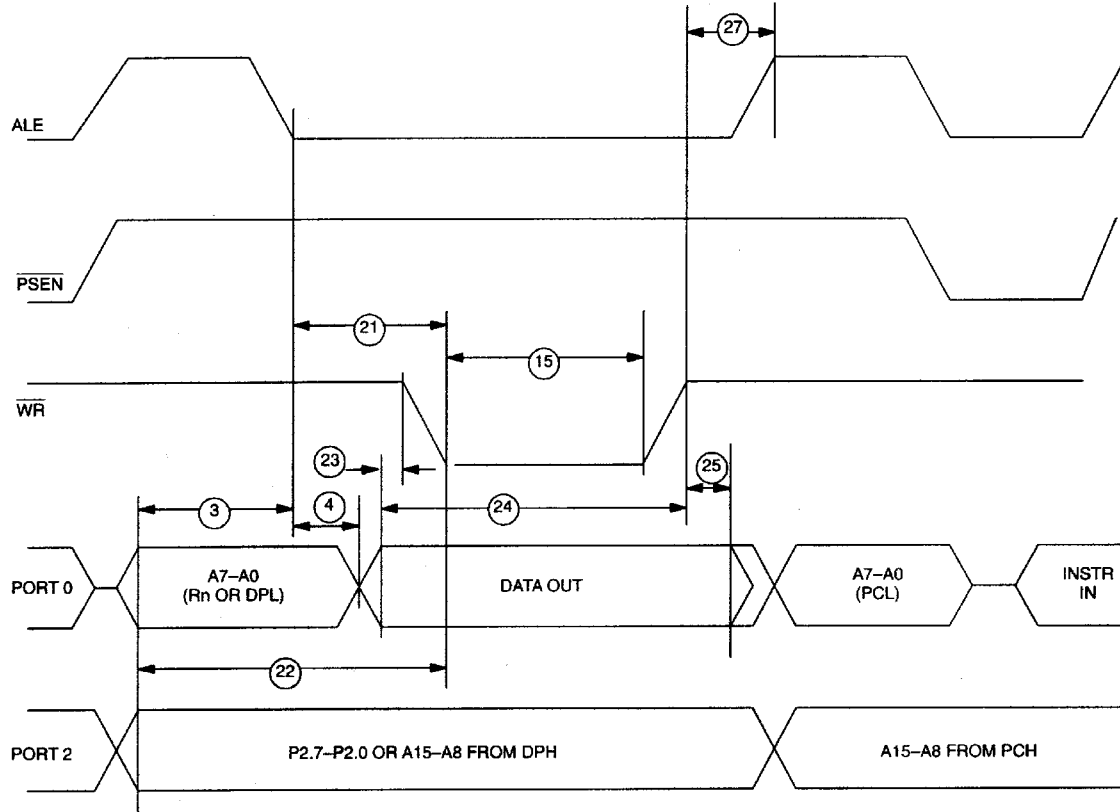 27
ALE
PSEN
21
15
WR
23
25
3
4
24
PORT 0
A7–A0
(Rn OR DPL)
DATA OUT
A7–A0
(PCL)
INSTR
IN
22
PORT 2
P2.7–P2.0 OR A15–A8 FROM DPH
A15–A8 FROM PCH